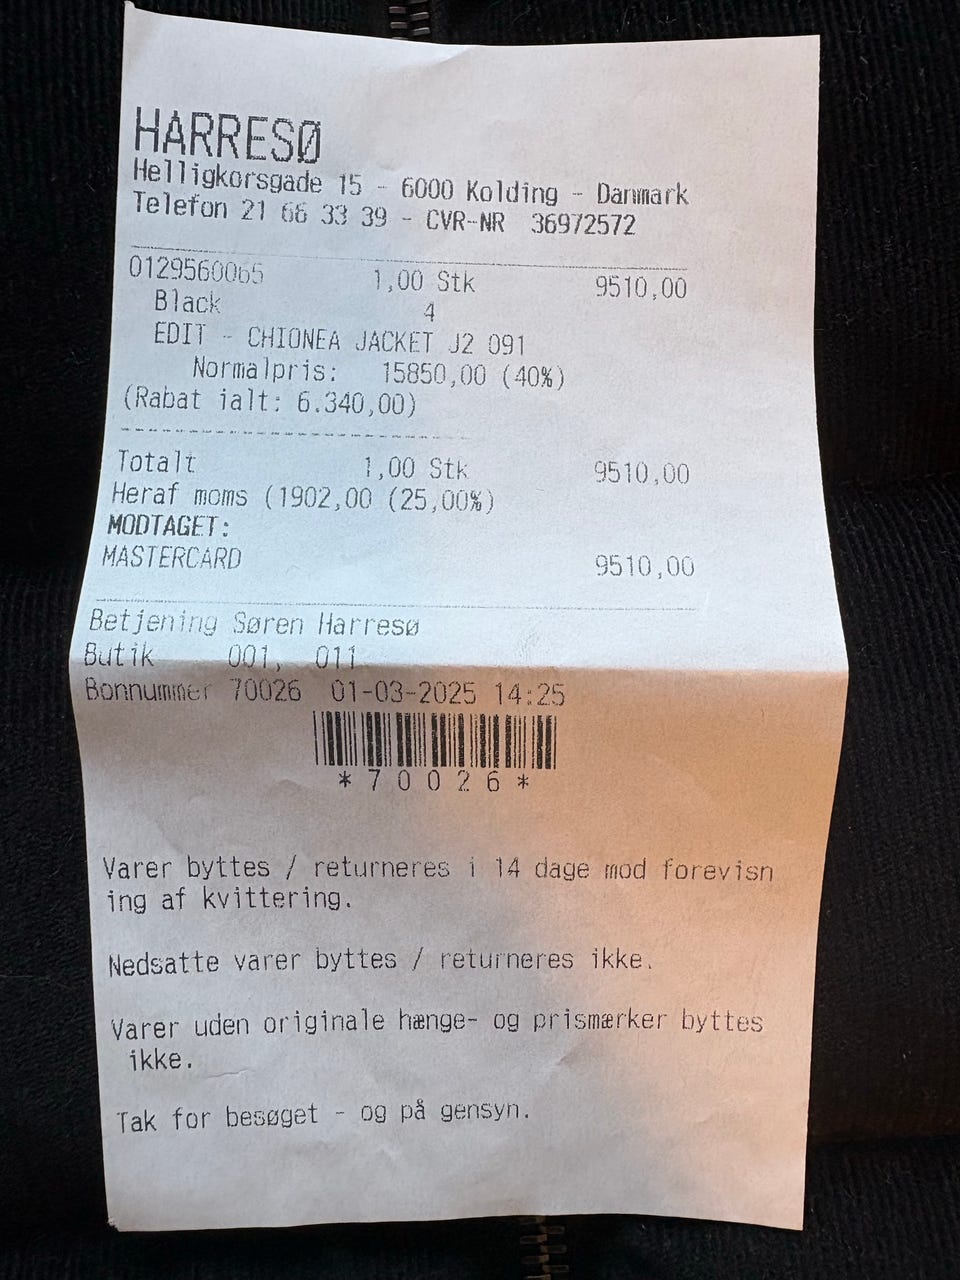 HARRESØ
Helligkorsgade 15 - 6000 Kolding - Danmark
Telefon 21 66 33 39 - CVR-NR 36972572
0129560065 1,00 Stk 9510,00
Black 4
EDIT - CHIONEA JACKET J2 091
Normalpris: 15850,00 (40%)
(Rabat ialt: 6.340,00)
Totalt 1,00 Stk 9510,00
Heraf moms (1902,00 (25,00%)
MODTAGET:
MASTERCARD 9510,00
Betjening Søren Harresø
Butik 001, 011
Bonnummer 70026 01-03-2025 14:25
*70026*
Varer byttes / returneres i 14 dage mod forevisn
ing af kvittering.
Nedsatte varer byttes / returneres ikke.
Varer uden originale hænge- og prismærker byttes
ikke.
Tak for besøget - og på gensyn.